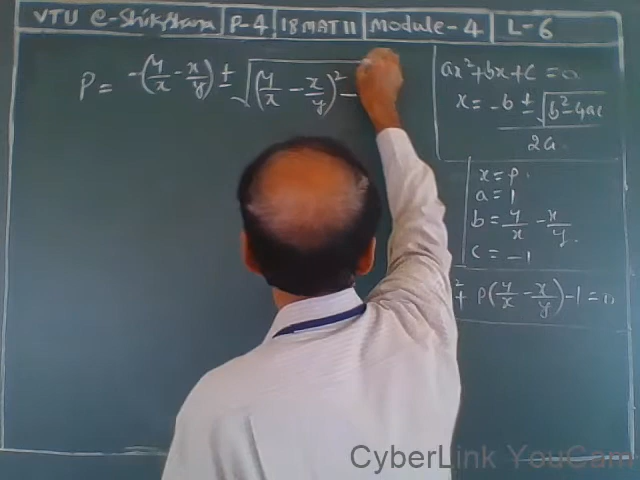 VTU e-Shikshana P-4 18MAT11 Module-4 L-6
P = -(y/x - x/y) ± √(y/x - x/y)² -
ax²+bx+c=0
x = -b ± √b²-4ac / 2a
x = p.
a = 1
b = y/x - x/y.
c = -1
² + P(y/x - x/y) - 1 = 0
CyberLink YouCam